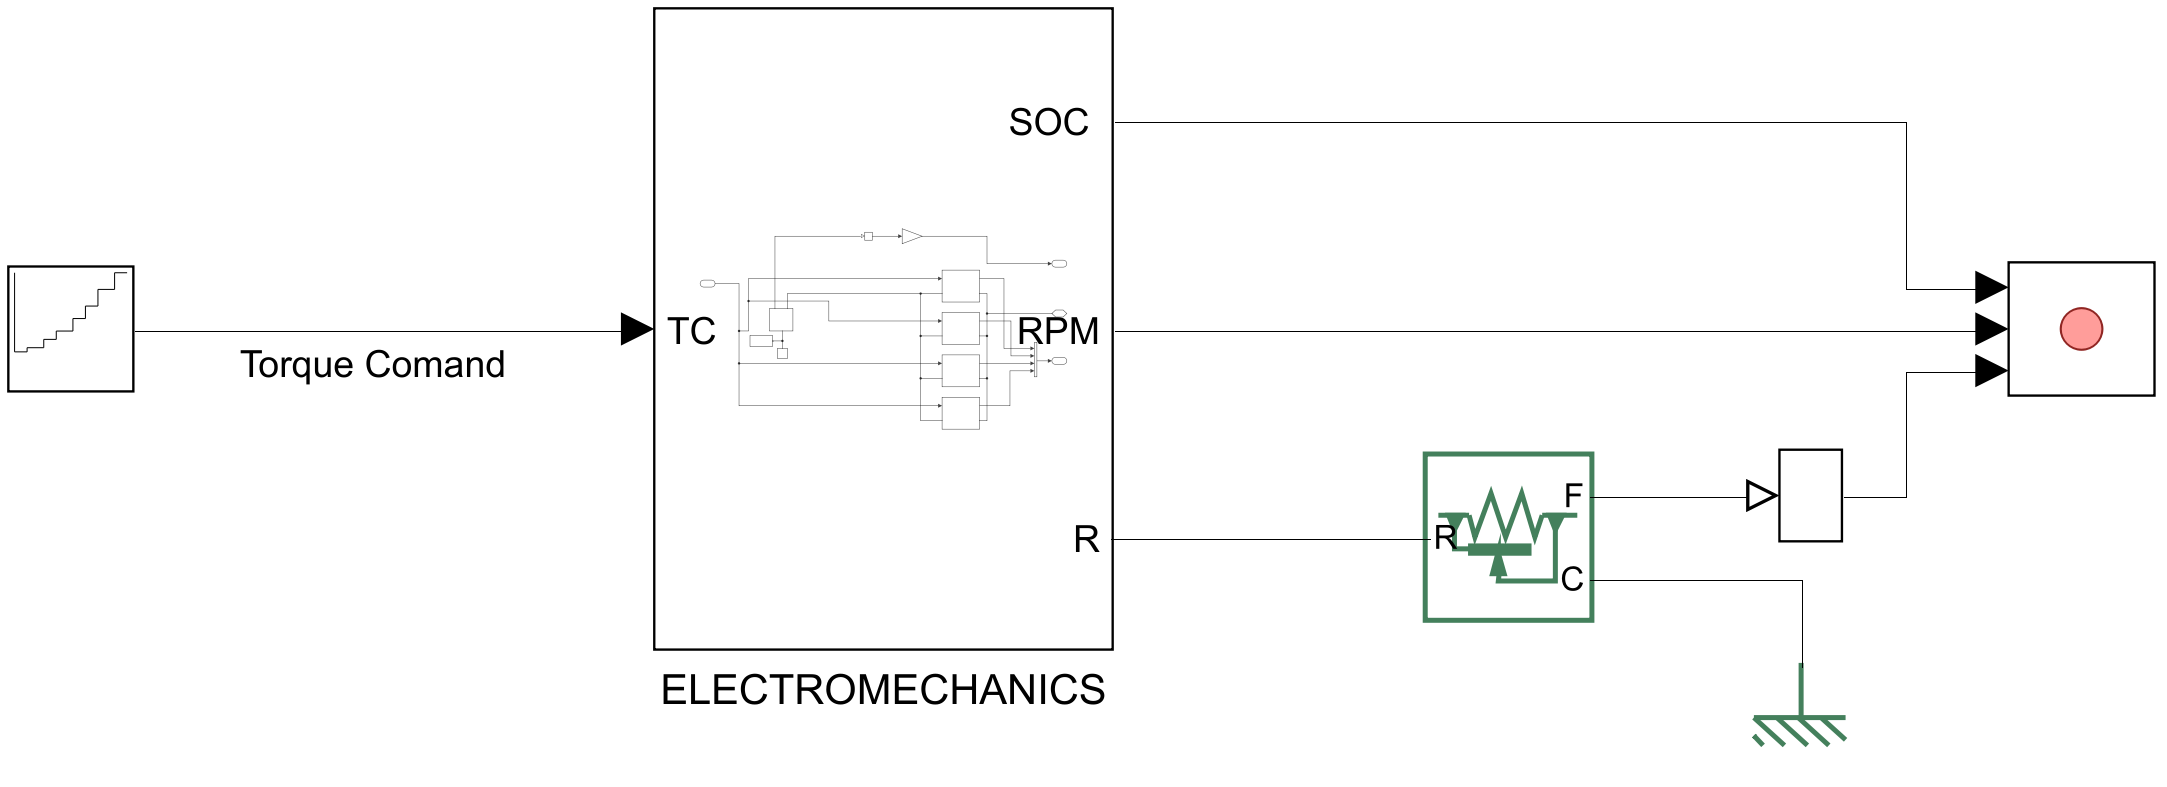 SOC
TC
RPM
Torque Comand
F
R
R
C
ELECTROMECHANICS